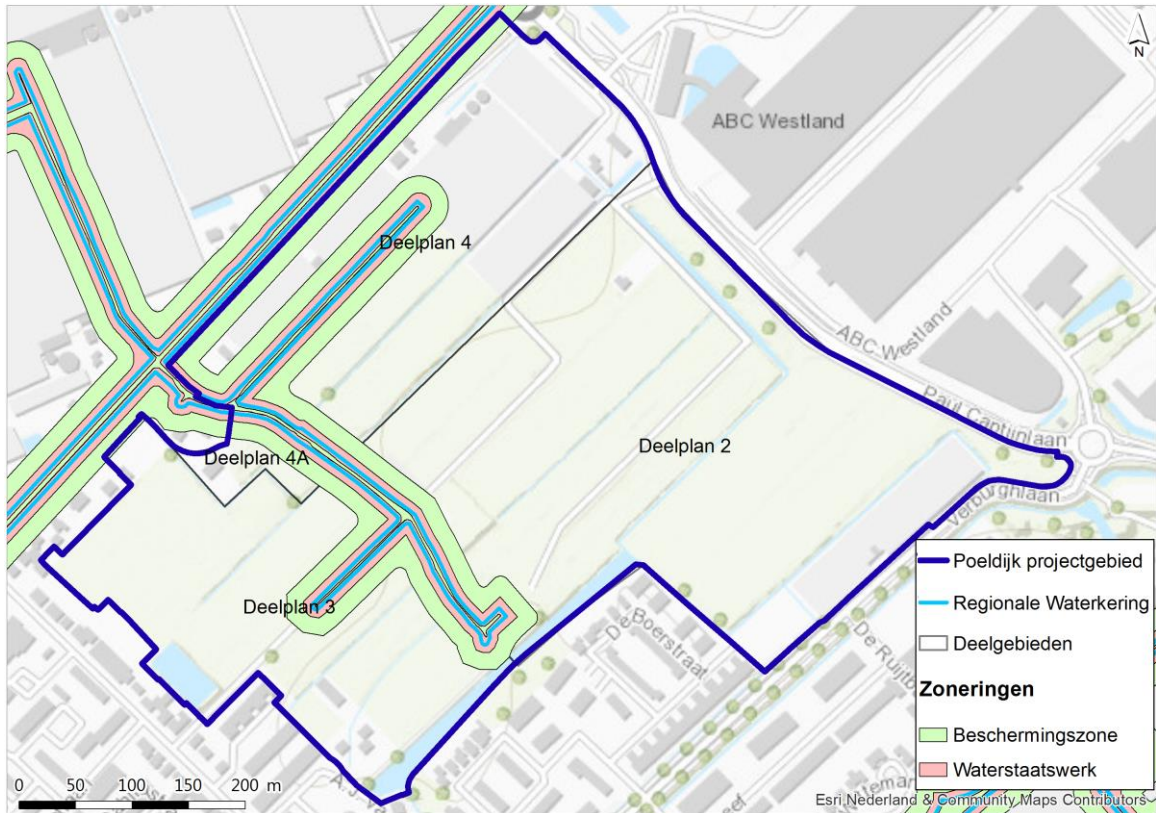 N
ABC Westland
Deelplan 4
ABC-Westland
Paul Captijnlaan
Deelplan 2
Deelplan 4A
Verburghlaan
Deelplan 3
De Boerstraat
De Ruijt
A.J.
Poeldijk projectgebied
Regionale Waterkering
Deelgebieden
Zoneringen
Beschermingszone
Waterstaatswerk
0 50 100 150 200 m
Esri Nederland & Community Maps Contributors